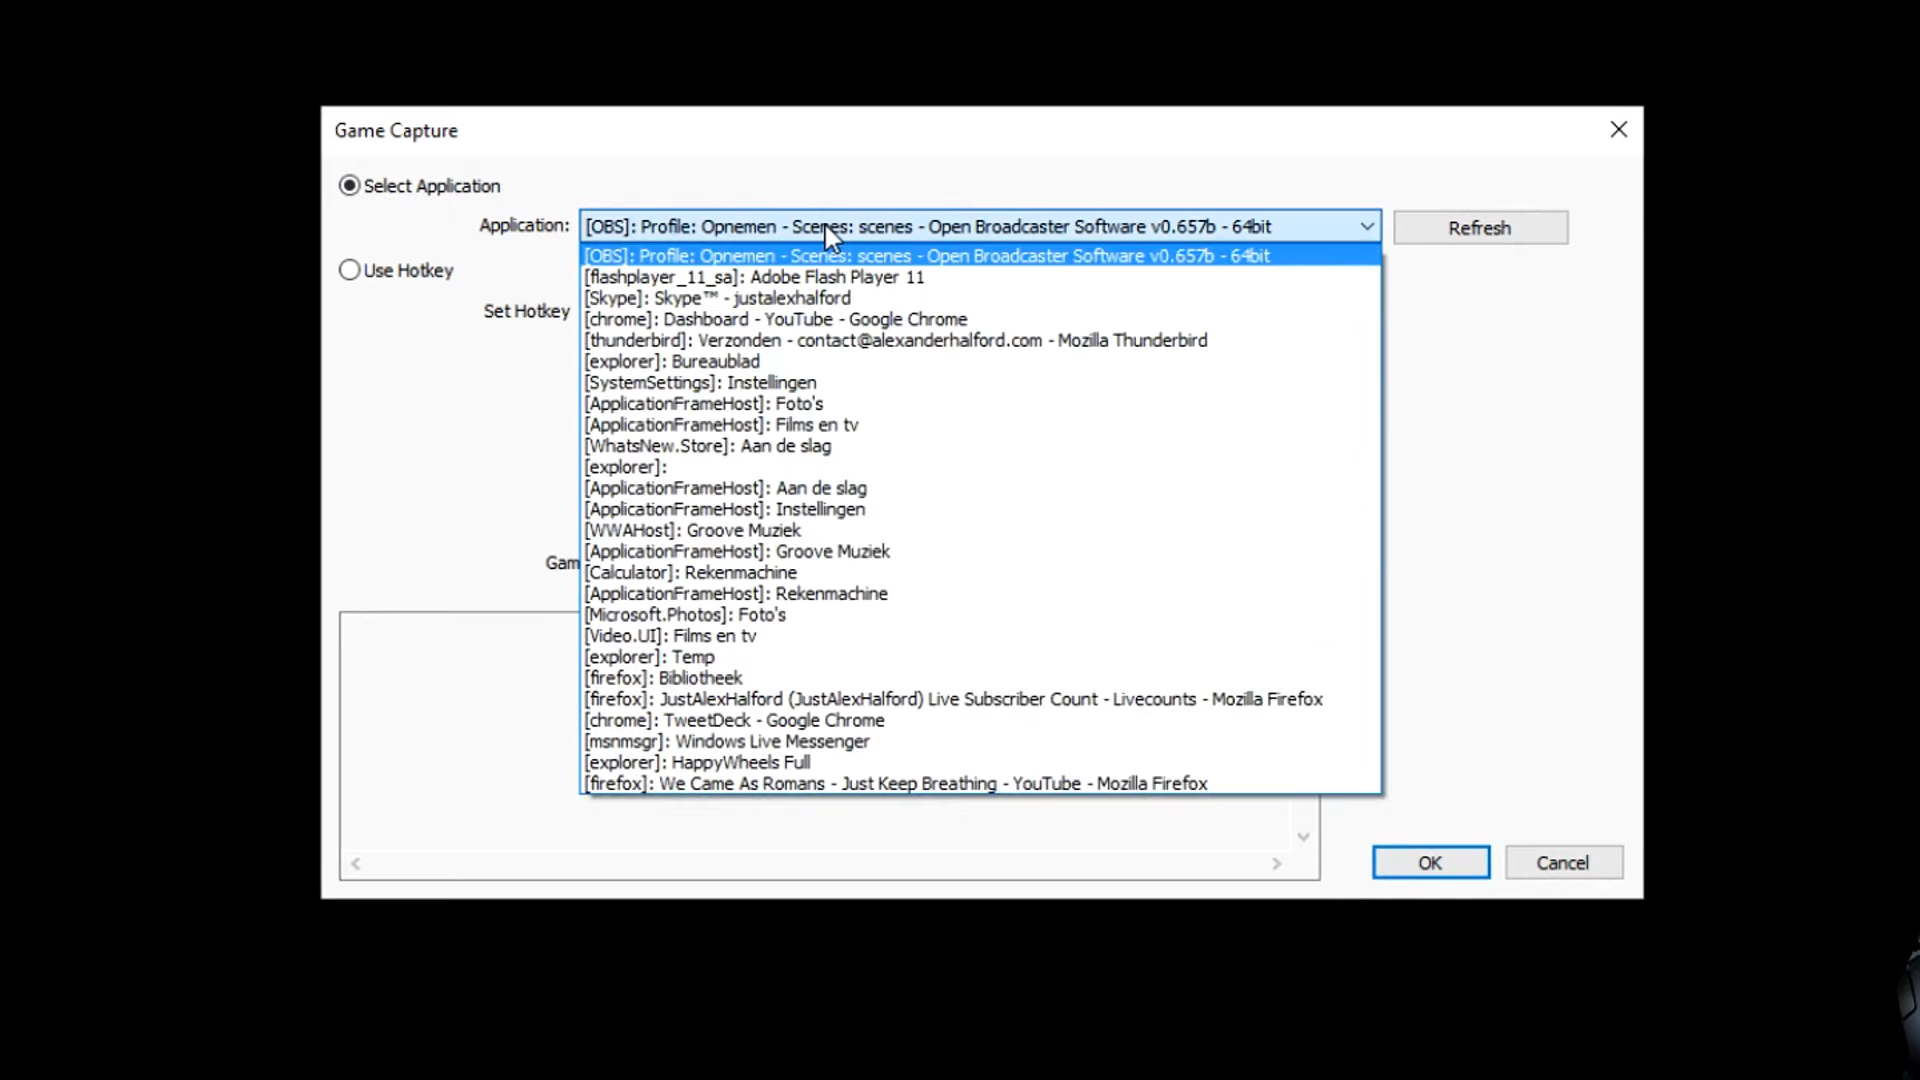 Game Capture
Select Application
Application: [OBS]: Profile: Opnemen - Scenes: scenes - Open Broadcaster Software v0.657b - 64bit Refresh
[OBS]: Profile: Opnemen - Scenes: scenes - Open Broadcaster Software v0.657b - 64bit
Use Hotkey
[flashplayer_11_sa]: Adobe Flash Player 11
[Skype]: Skype™ - justalexhalford
Set Hotkey
[chrome]: Dashboard - YouTube - Google Chrome
[thunderbird]: Verzonden - contact@alexanderhalford.com - Mozilla Thunderbird
[explorer]: Bureaublad
[SystemSettings]: Instellingen
[ApplicationFrameHost]: Foto's
[ApplicationFrameHost]: Films en tv
[WhatsNew.Store]: Aan de slag
[explorer]:
[ApplicationFrameHost]: Aan de slag
[ApplicationFrameHost]: Instellingen
[WWAHost]: Groove Muziek
[ApplicationFrameHost]: Groove Muziek
Gam
[Calculator]: Rekenmachine
[ApplicationFrameHost]: Rekenmachine
[Microsoft.Photos]: Foto's
[Video.UI]: Films en tv
[explorer]: Temp
[firefox]: Bibliotheek
[firefox]: JustAlexHalford (JustAlexHalford) Live Subscriber Count - Livecounts - Mozilla Firefox
[chrome]: TweetDeck - Google Chrome
[msnmsgr]: Windows Live Messenger
[explorer]: HappyWheels Full
[firefox]: We Came As Romans - Just Keep Breathing - YouTube - Mozilla Firefox
OK Cancel